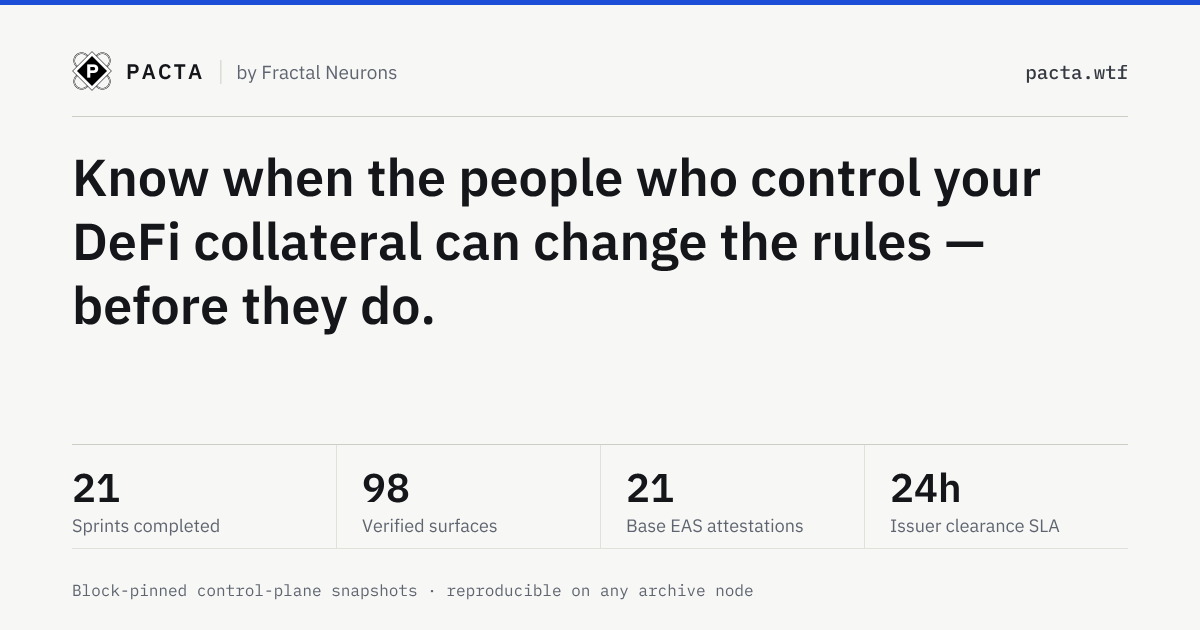 P
PACTA
by Fractal Neurons
pacta.wtf
Know when the people who control your
DeFi collateral can change the rules —
before they do.
21
Sprints completed
98
Verified surfaces
21
Base EAS attestations
24h
Issuer clearance SLA
Block-pinned control-plane snapshots · reproducible on any archive node